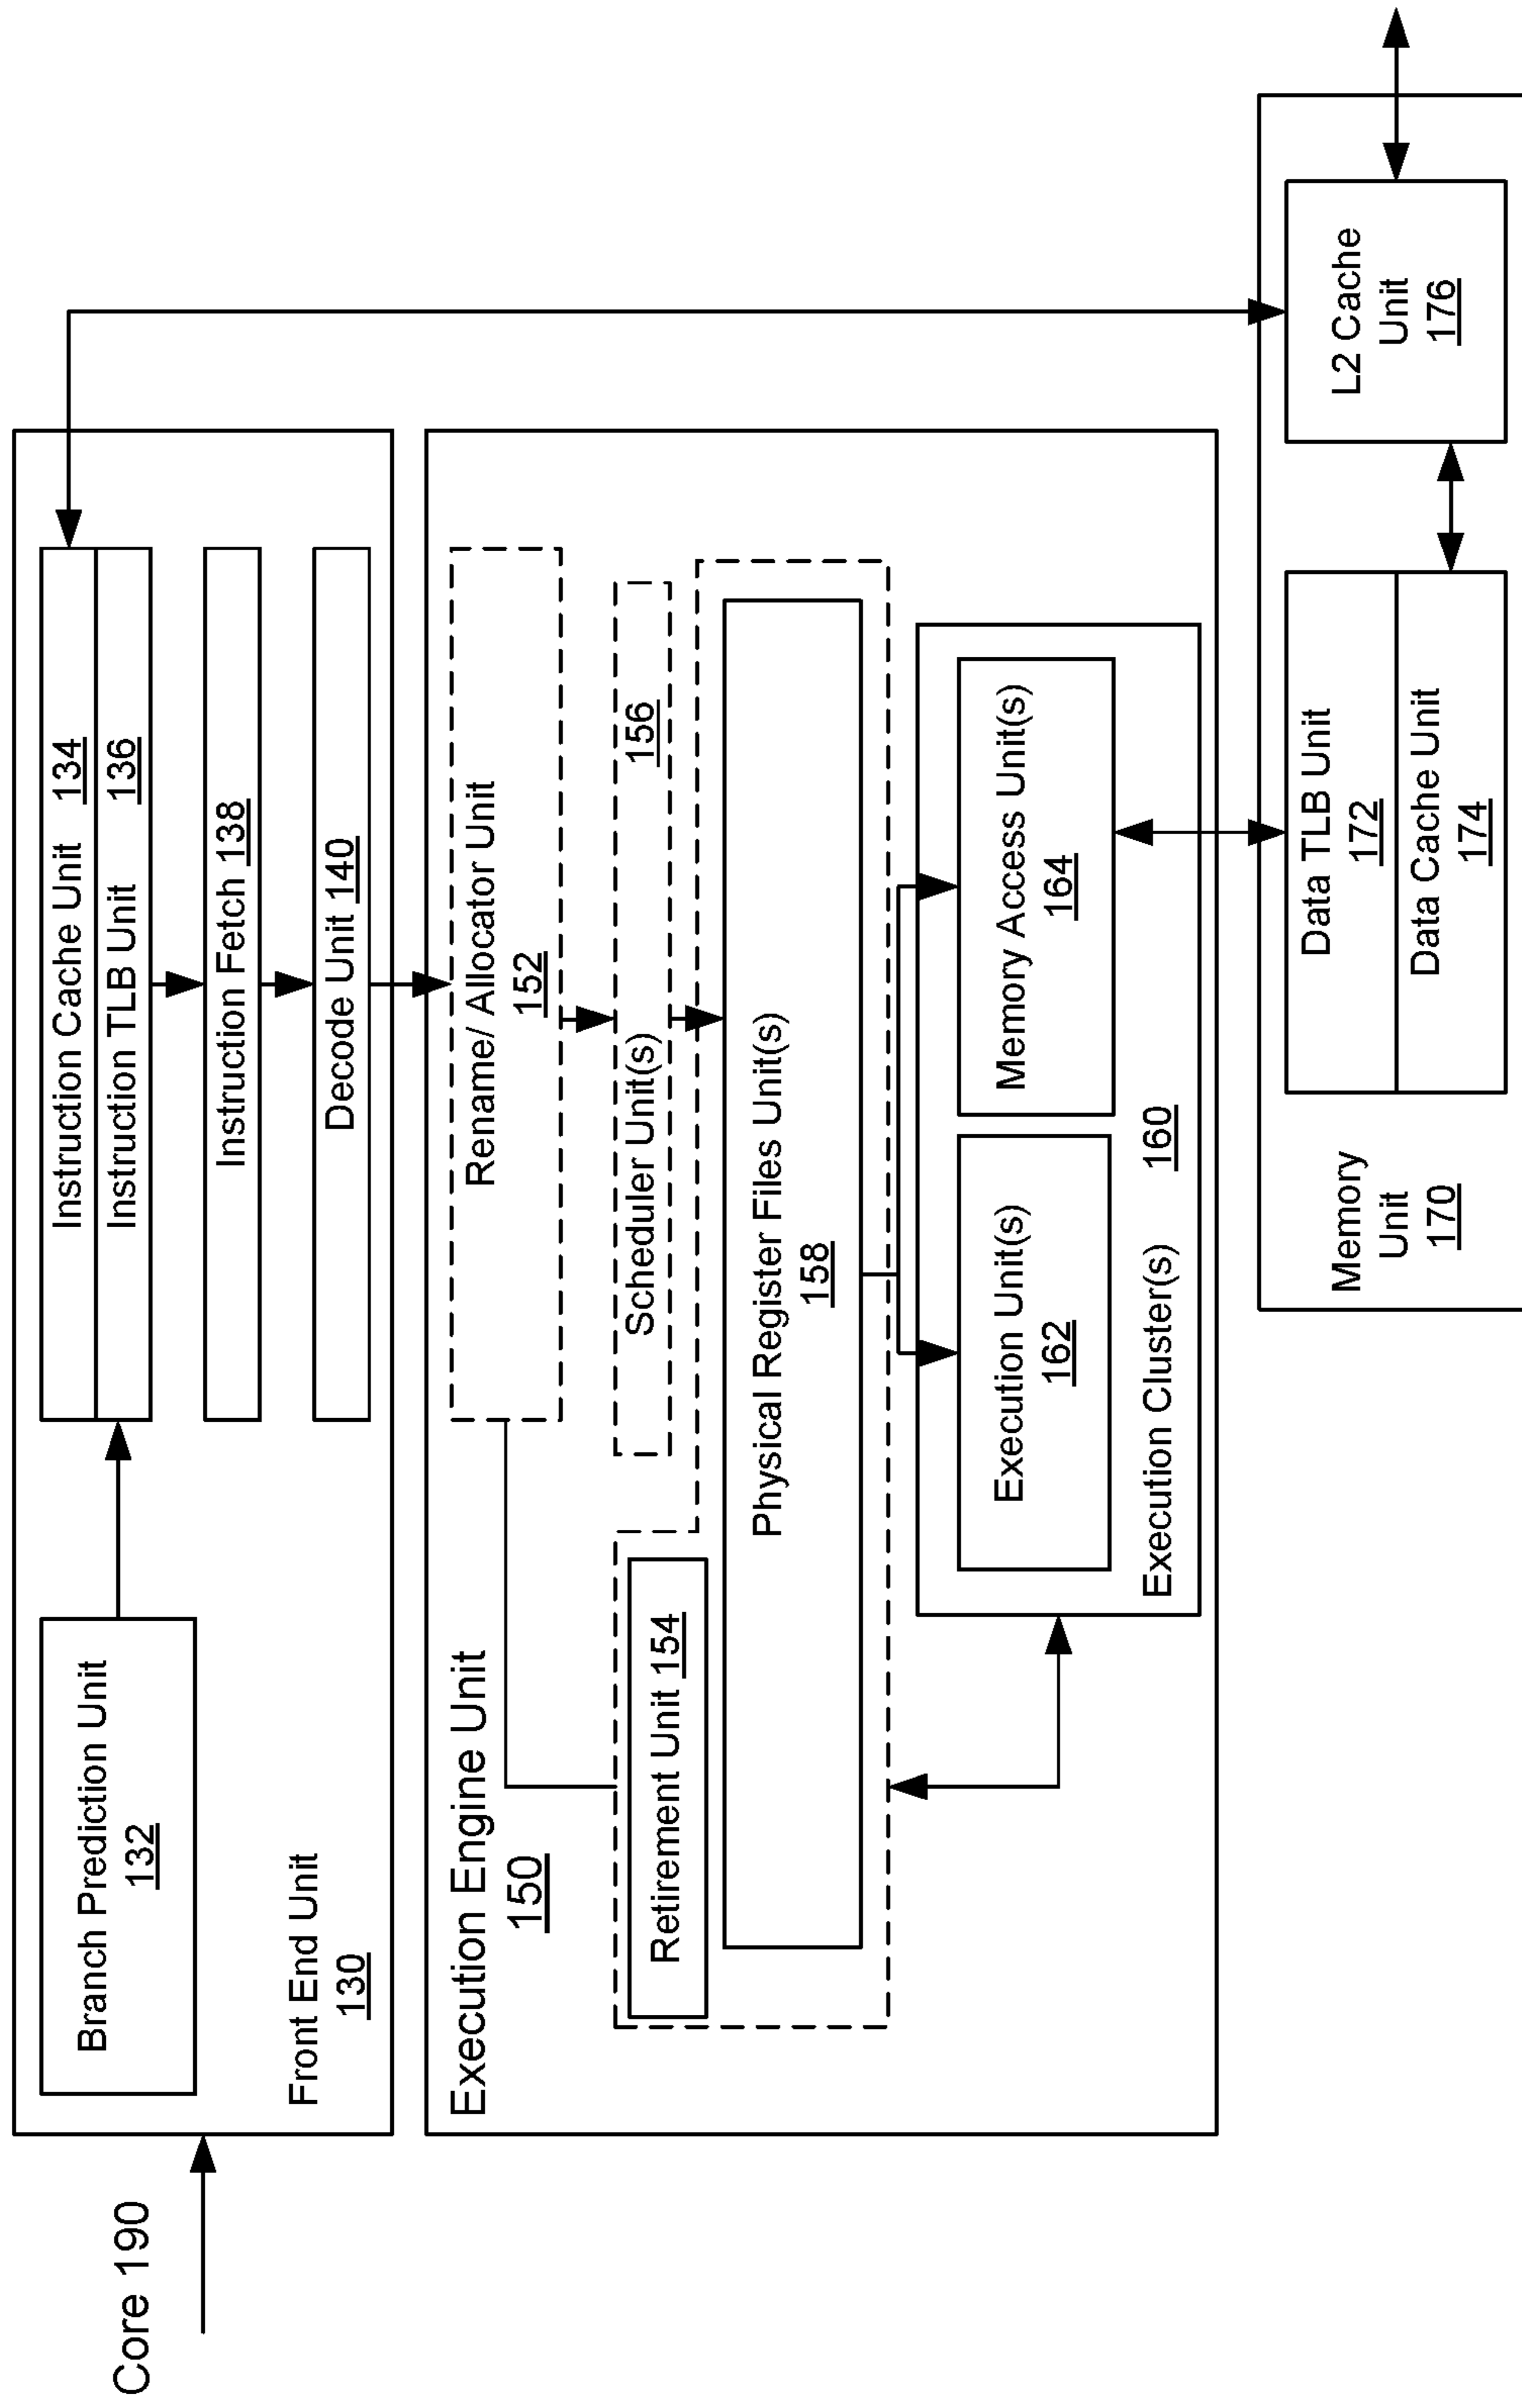 Core 190
Branch Prediction Unit
132
Front End Unit
130
Instruction Cache Unit 134
Instruction TLB Unit 136
Instruction Fetch 138
Decode Unit 140
Execution Engine Unit
150
Rename/ Allocator Unit
152
Scheduler Unit(s) 156
Retirement Unit 154
Physical Register Files Unit(s)
158
Execution Unit(s)
162
Memory Access Unit(s)
164
Execution Cluster(s) 160
Memory
Unit
170
Data TLB Unit
172
Data Cache Unit
174
L2 Cache
Unit
176